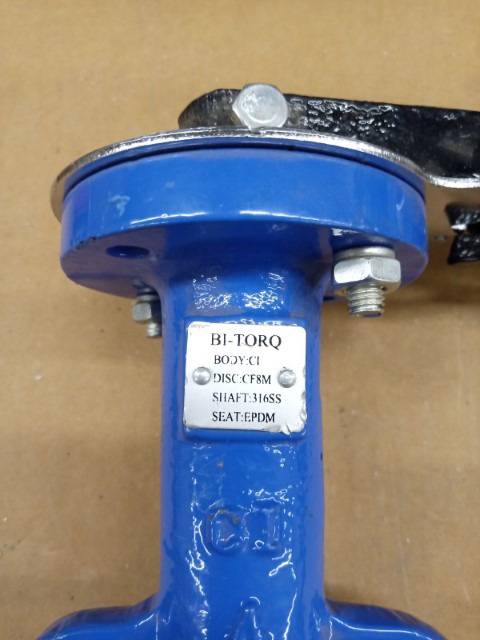 BI-TORQ
BODY:CI
DISC:CF8M
SHAFT:316SS
SEAT:EPDM
CI